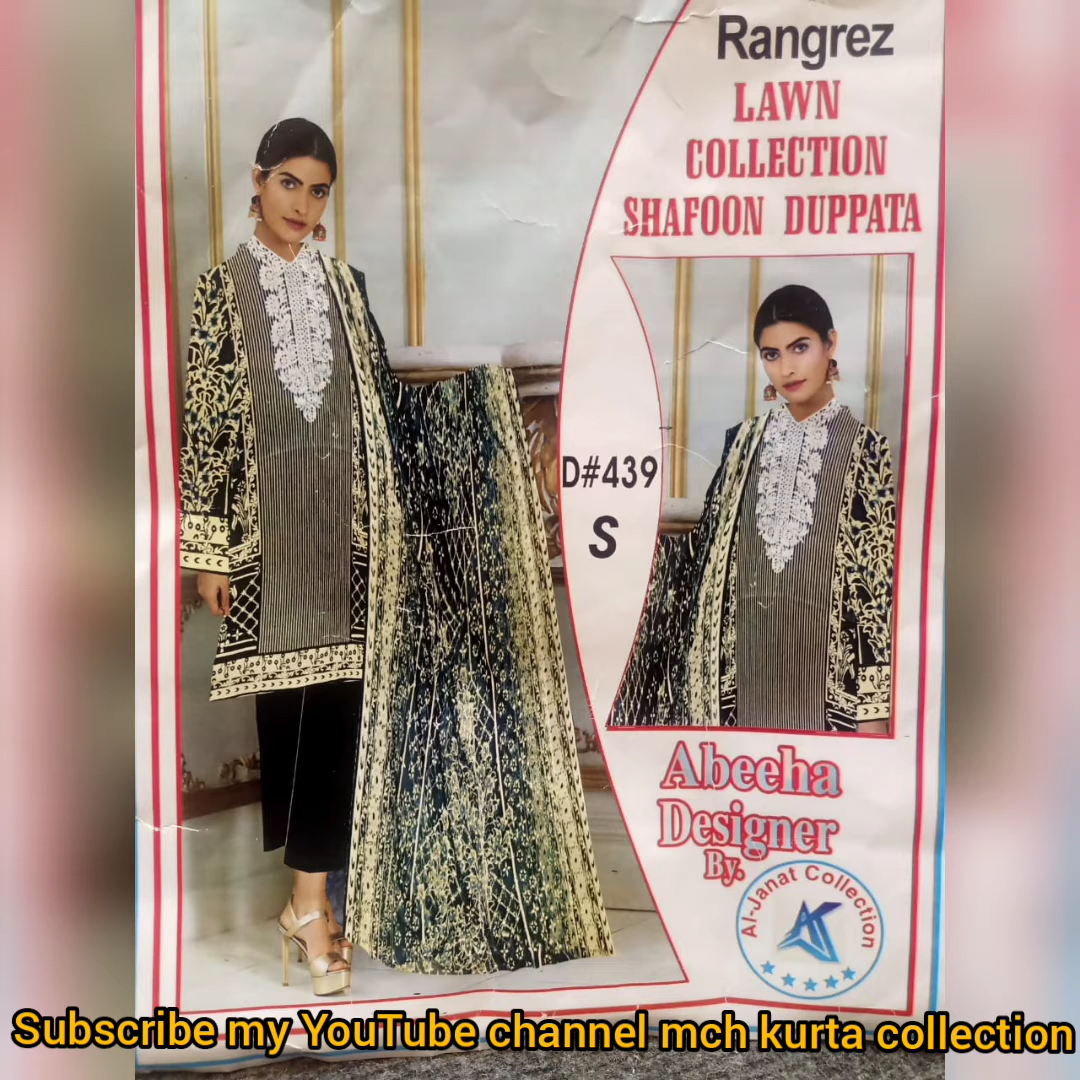 Rangrez
LAWN
COLLECTION
SHAFOON DUPPATA
D#439
S
Abeeha
Designer
By.
Al-Janat Collection
Subscribe my YouTube channel mch kurta collection